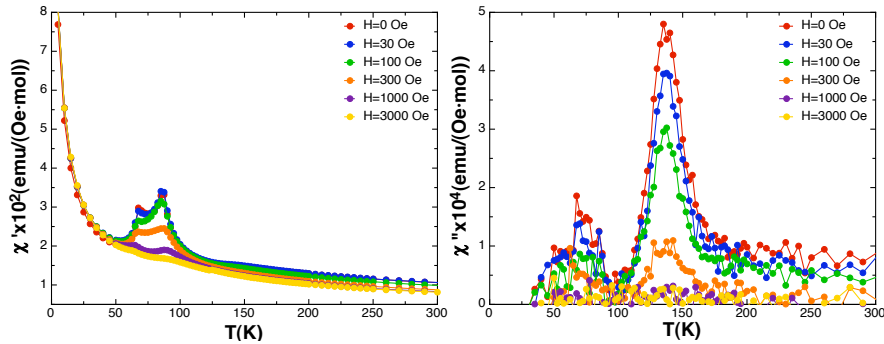 8
7
6
5
4
3
2
1
0
50
100
150
200
250
300
T(K)
χ'x10²(emu/(Oe·mol))
H=0 Oe
H=30 Oe
H=100 Oe
H=300 Oe
H=1000 Oe
H=3000 Oe
5
4
3
2
1
0
0
50
100
150
200
250
300
T(K)
χ''x10⁴(emu/(Oe·mol))
H=0 Oe
H=30 Oe
H=100 Oe
H=300 Oe
H=1000 Oe
H=3000 Oe